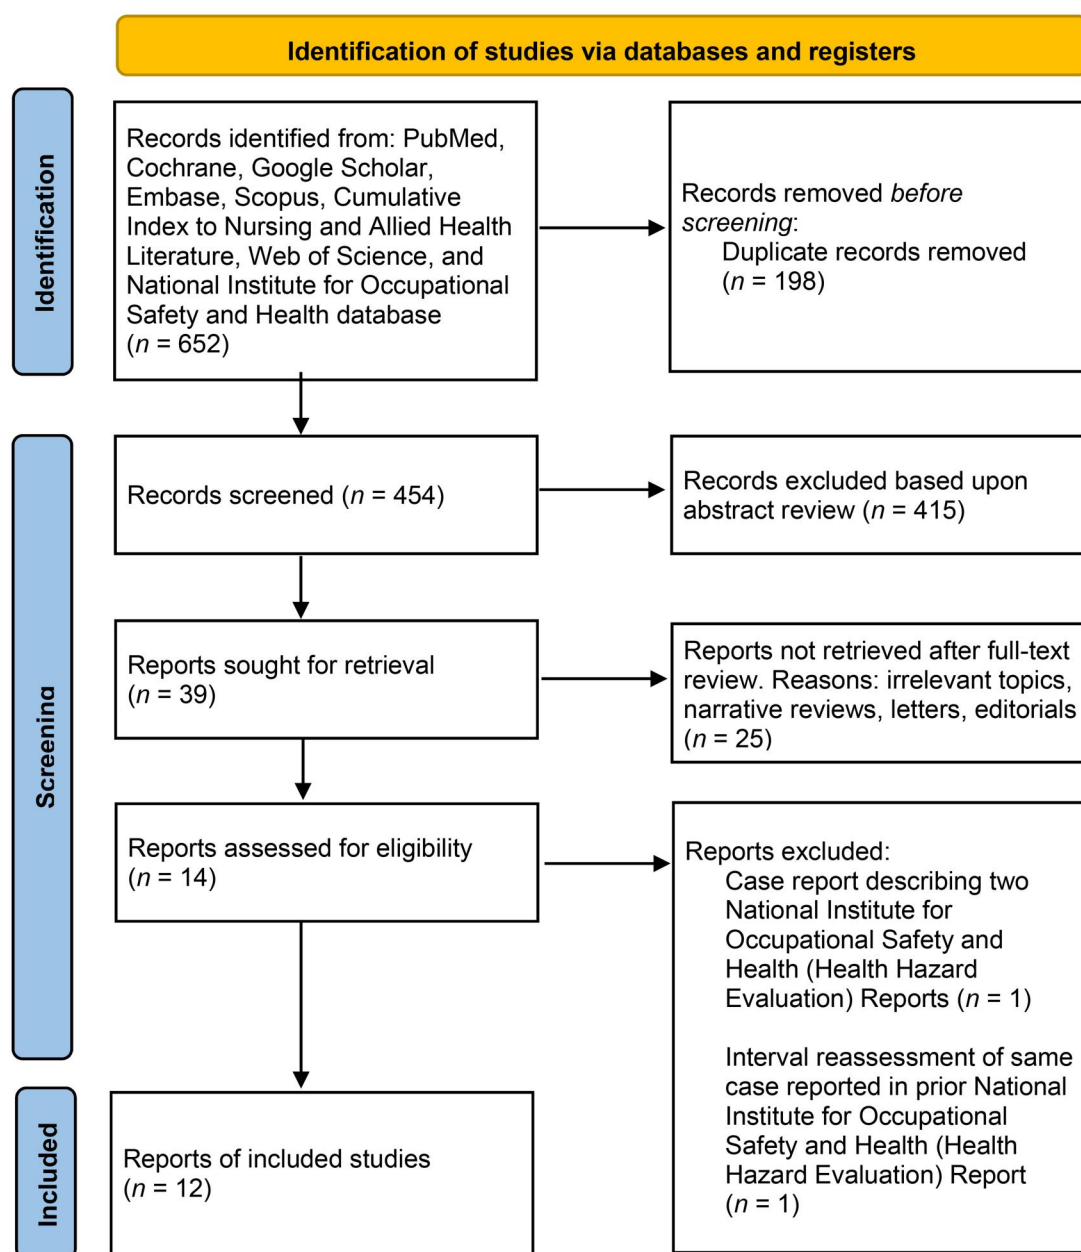 Identification of studies via databases and registers
Identification
Records identified from: PubMed,
Cochrane, Google Scholar,
Embase, Scopus, Cumulative
Index to Nursing and Allied Health
Literature, Web of Science, and
National Institute for Occupational
Safety and Health database
(n = 652)
Records removed before
screening:
Duplicate records removed
(n = 198)
Screening
Records screened (n = 454)
Records excluded based upon
abstract review (n = 415)
Reports sought for retrieval
(n = 39)
Reports not retrieved after full-text
review. Reasons: irrelevant topics,
narrative reviews, letters, editorials
(n = 25)
Reports assessed for eligibility
(n = 14)
Reports excluded:
Case report describing two
National Institute for
Occupational Safety and
Health (Health Hazard
Evaluation) Reports (n = 1)
Interval reassessment of same
case reported in prior National
Institute for Occupational
Safety and Health (Health
Hazard Evaluation) Report
(n = 1)
Included
Reports of included studies
(n = 12)